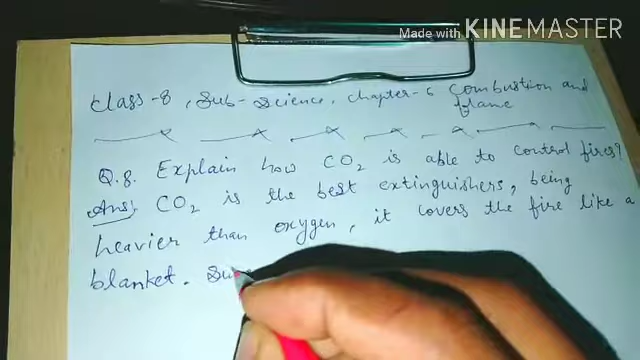 Made with KINEMASTER
Class-8, Sub-Science, chapter-6 Combustion and
flame
Q.8. Explain how CO2 is able to control fires?
Ans: CO2 is the best extinguishers, being
heavier than oxygen, it covers the fire like a
blanket.